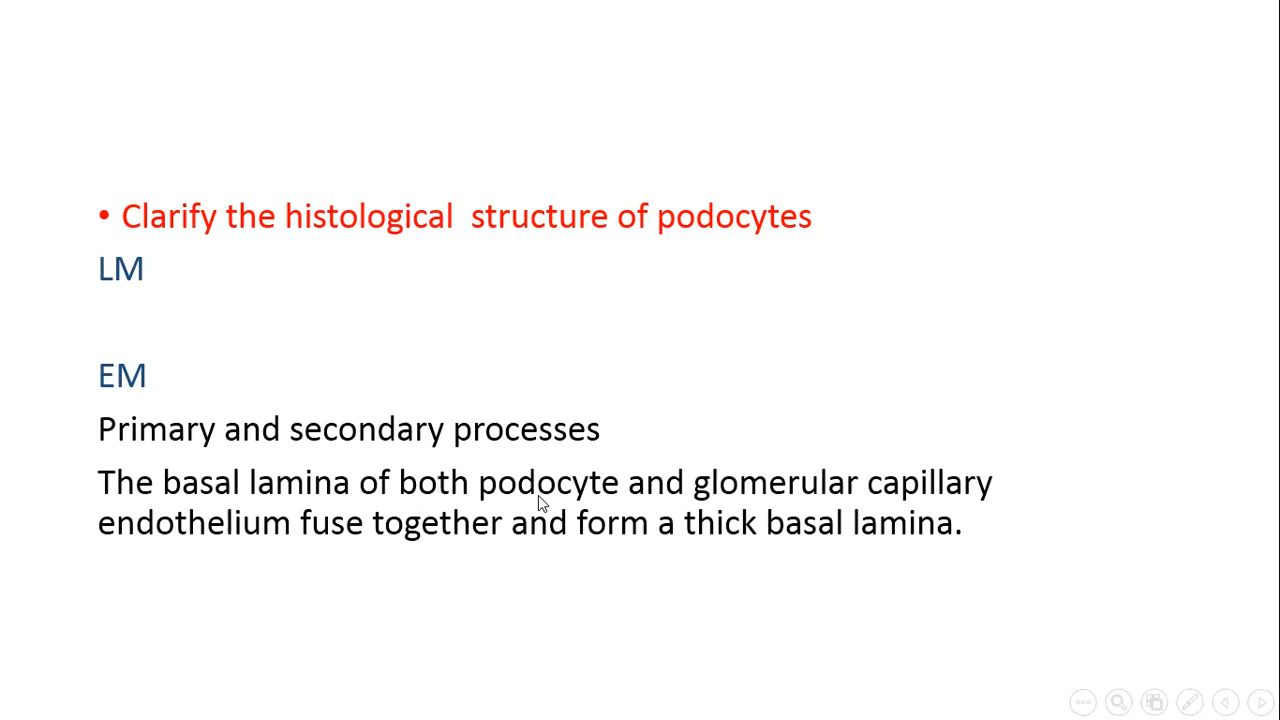 • Clarify the histological  structure of podocytes
LM
EM
Primary and secondary processes
The basal lamina of both podocyte and glomerular capillary
endothelium fuse together and form a thick basal lamina.